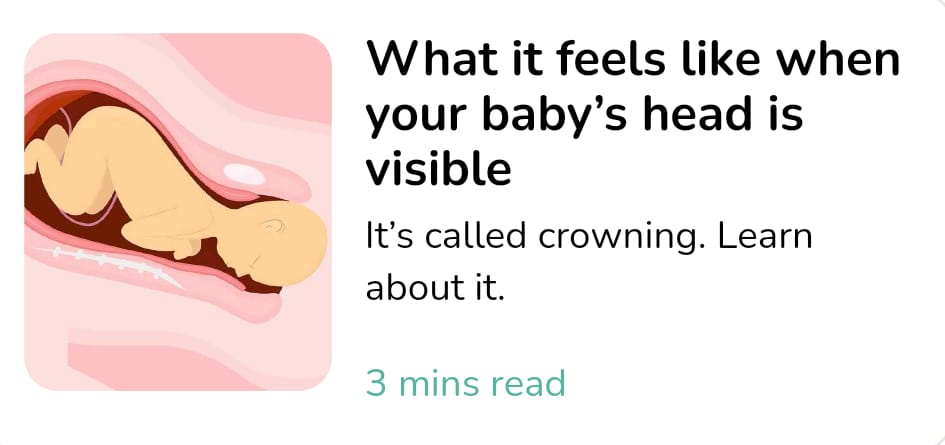 What it feels like when
your baby’s head is
visible
It’s called crowning. Learn
about it.
3 mins read